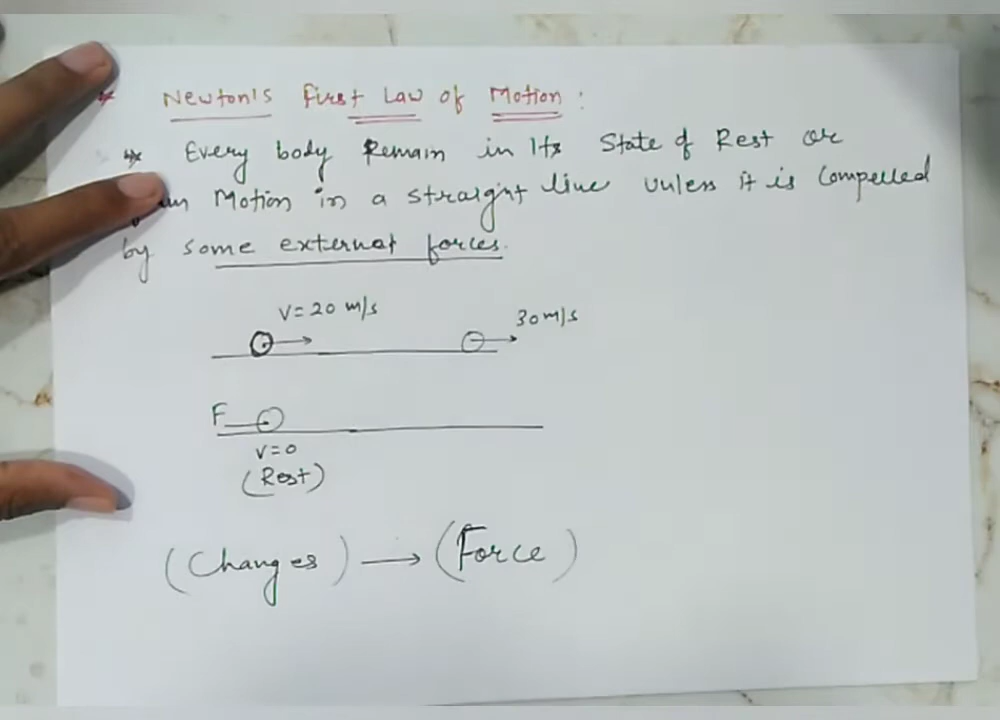 Newton's First Law of Motion :
Every body Remain in Its State of Rest or
Motion in a straight line unless it is Compelled
by some external forces.
V=20 m/s
30 m/s
F
V=0
(Rest)
(Changes) → (Force)